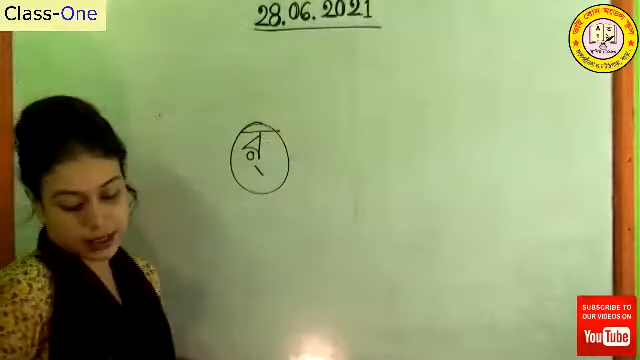 Class-One
28.06.2021
ন্
SUBSCRIBE TO
OUR VIDEOS ON
YouTube